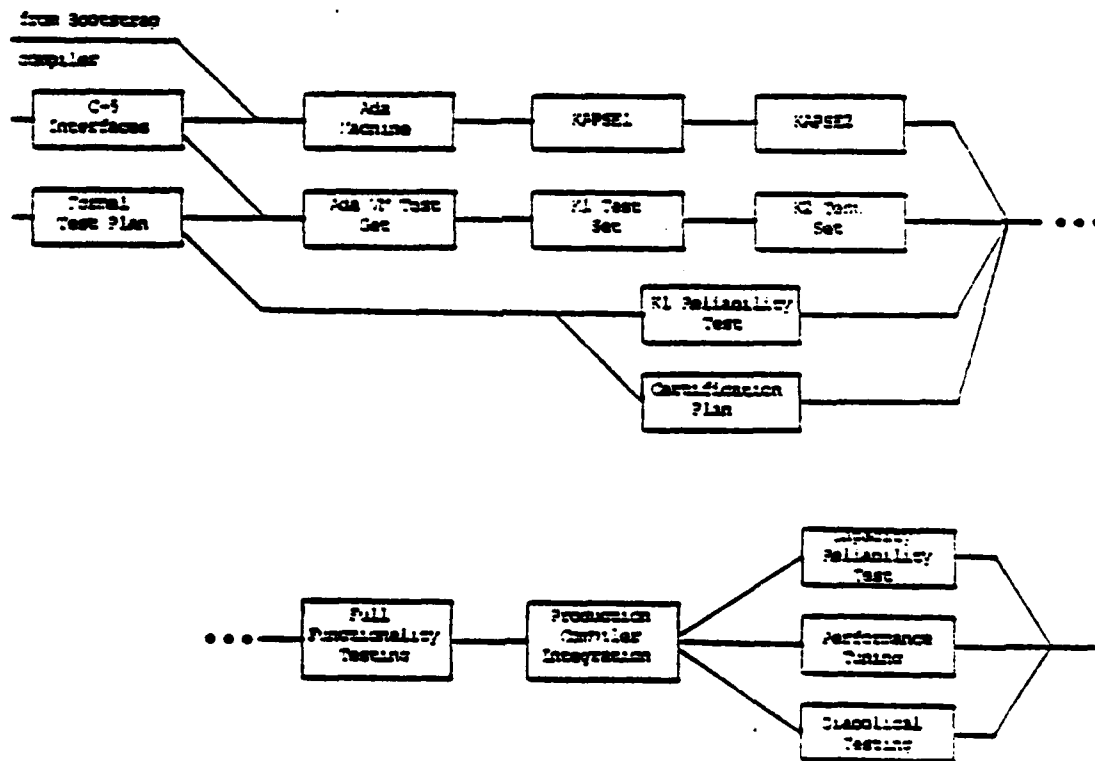 from Bootstrap
compiler
C-5
Interfaces
Ada
Machine
KAPSE1
KAPSE2
Formal
Test Plan
Ada VM Test
Set
K1 Test
Set
K2 Test
Set
K1 Reliability
Test
Certification
Plan
Reliability
Test
Full
Functionality
Testing
Production
Compiler
Integration
Performance
Tuning
Diabolical
Testing